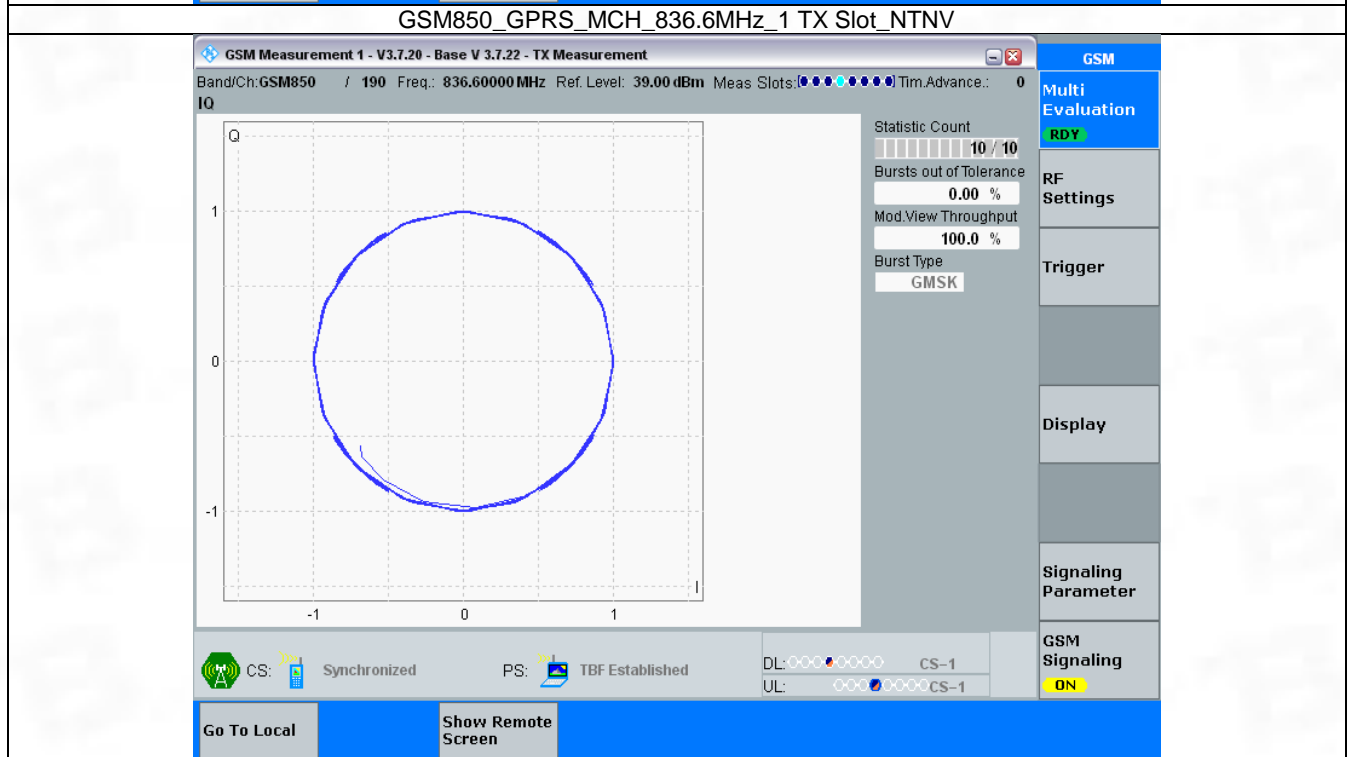 GSM850_GPRS_MCH_836.6MHz_1 TX Slot_NTNV
GSM Measurement 1 - V3.7.20 - Base V 3.7.22 - TX Measurement
GSM
Band/Ch:GSM850 / 190 Freq.: 836.60000 MHz Ref. Level: 39.00 dBm Meas Slots: Tim.Advance.: 0
IQ
Multi
Evaluation
RDY
Q
Statistic Count
10 / 10
Bursts out of Tolerance
0.00 %
Mod.View Throughput
100.0 %
Burst Type
GMSK
RF
Settings
Trigger
Display
Signaling
Parameter
GSM
Signaling
ON
1
0
-1
I
-1 0 1
CS: Synchronized PS: TBF Established DL: CS-1
UL: CS-1
Go To Local
Show Remote
Screen